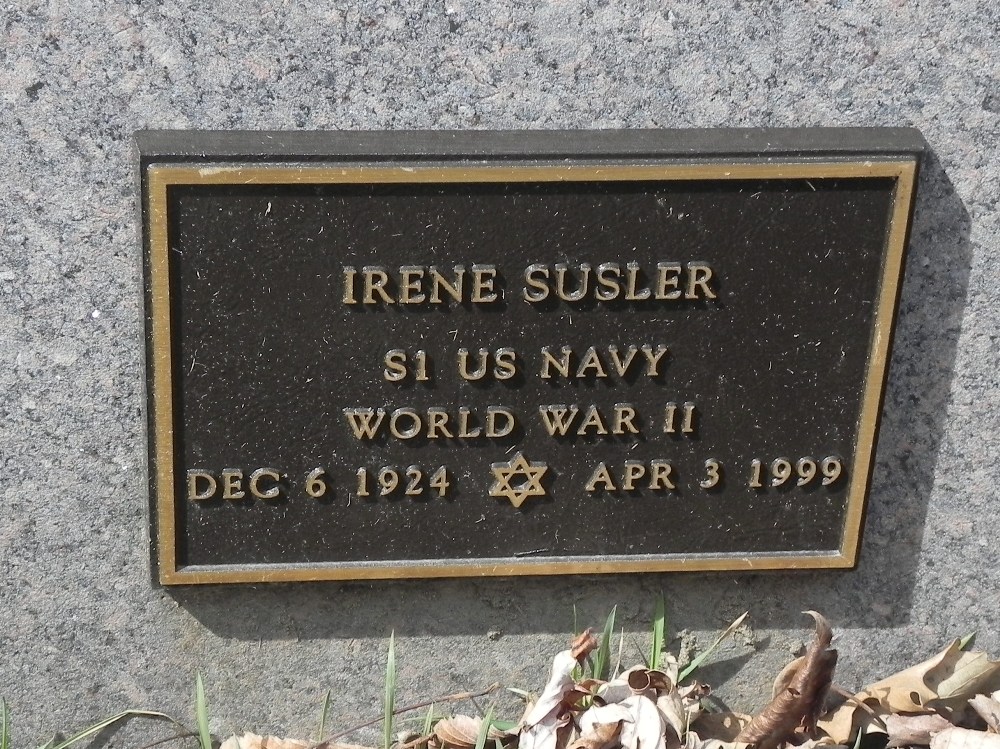 IRENE SUSLER
S1 US NAVY
WORLD WAR II
DEC 6 1924 ✡ APR 3 1999